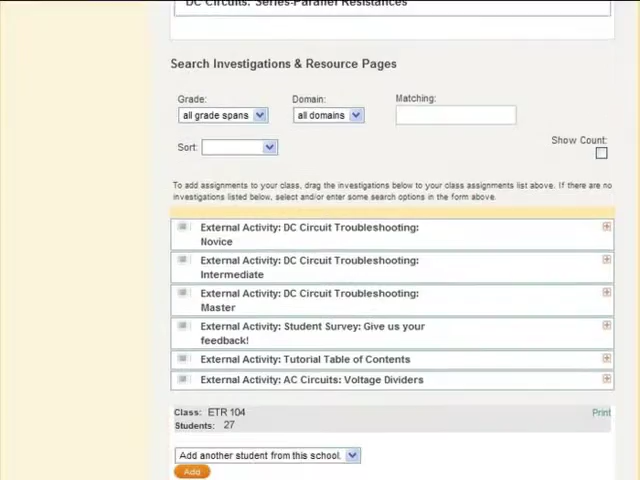 DC Circuits: Series-Parallel Resistances
Search Investigations & Resource Pages
Grade: Domain: Matching:
all grade spans all domains
Sort: Show Count:
To add assignments to your class, drag the investigations below to your class assignments list above. If there are no
investigations listed below, select and/or enter some search options in the form above.
External Activity: DC Circuit Troubleshooting:
Novice
External Activity: DC Circuit Troubleshooting:
Intermediate
External Activity: DC Circuit Troubleshooting:
Master
External Activity: Student Survey: Give us your
feedback!
External Activity: Tutorial Table of Contents
External Activity: AC Circuits: Voltage Dividers
Class: ETR 104 Print
Students: 27
Add another student from this school.
Add